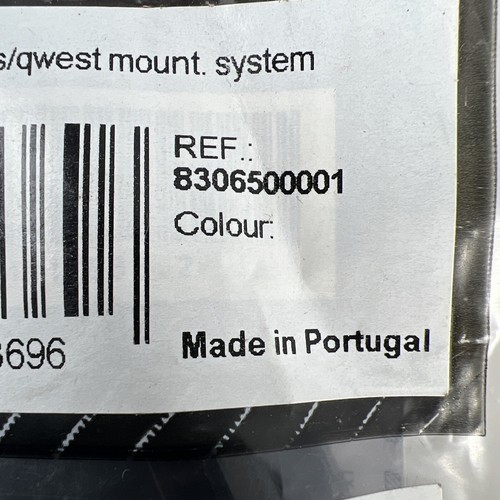 s/qwest mount. system
REF.:
8306500001
Colour:
3696
Made in Portugal